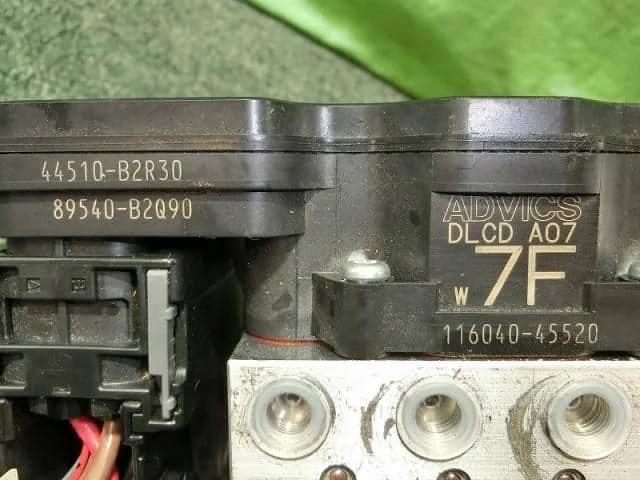 44510-B2R30
89540-B2Q90
ADVICS
DLCD A07
W 7F
116040-45520